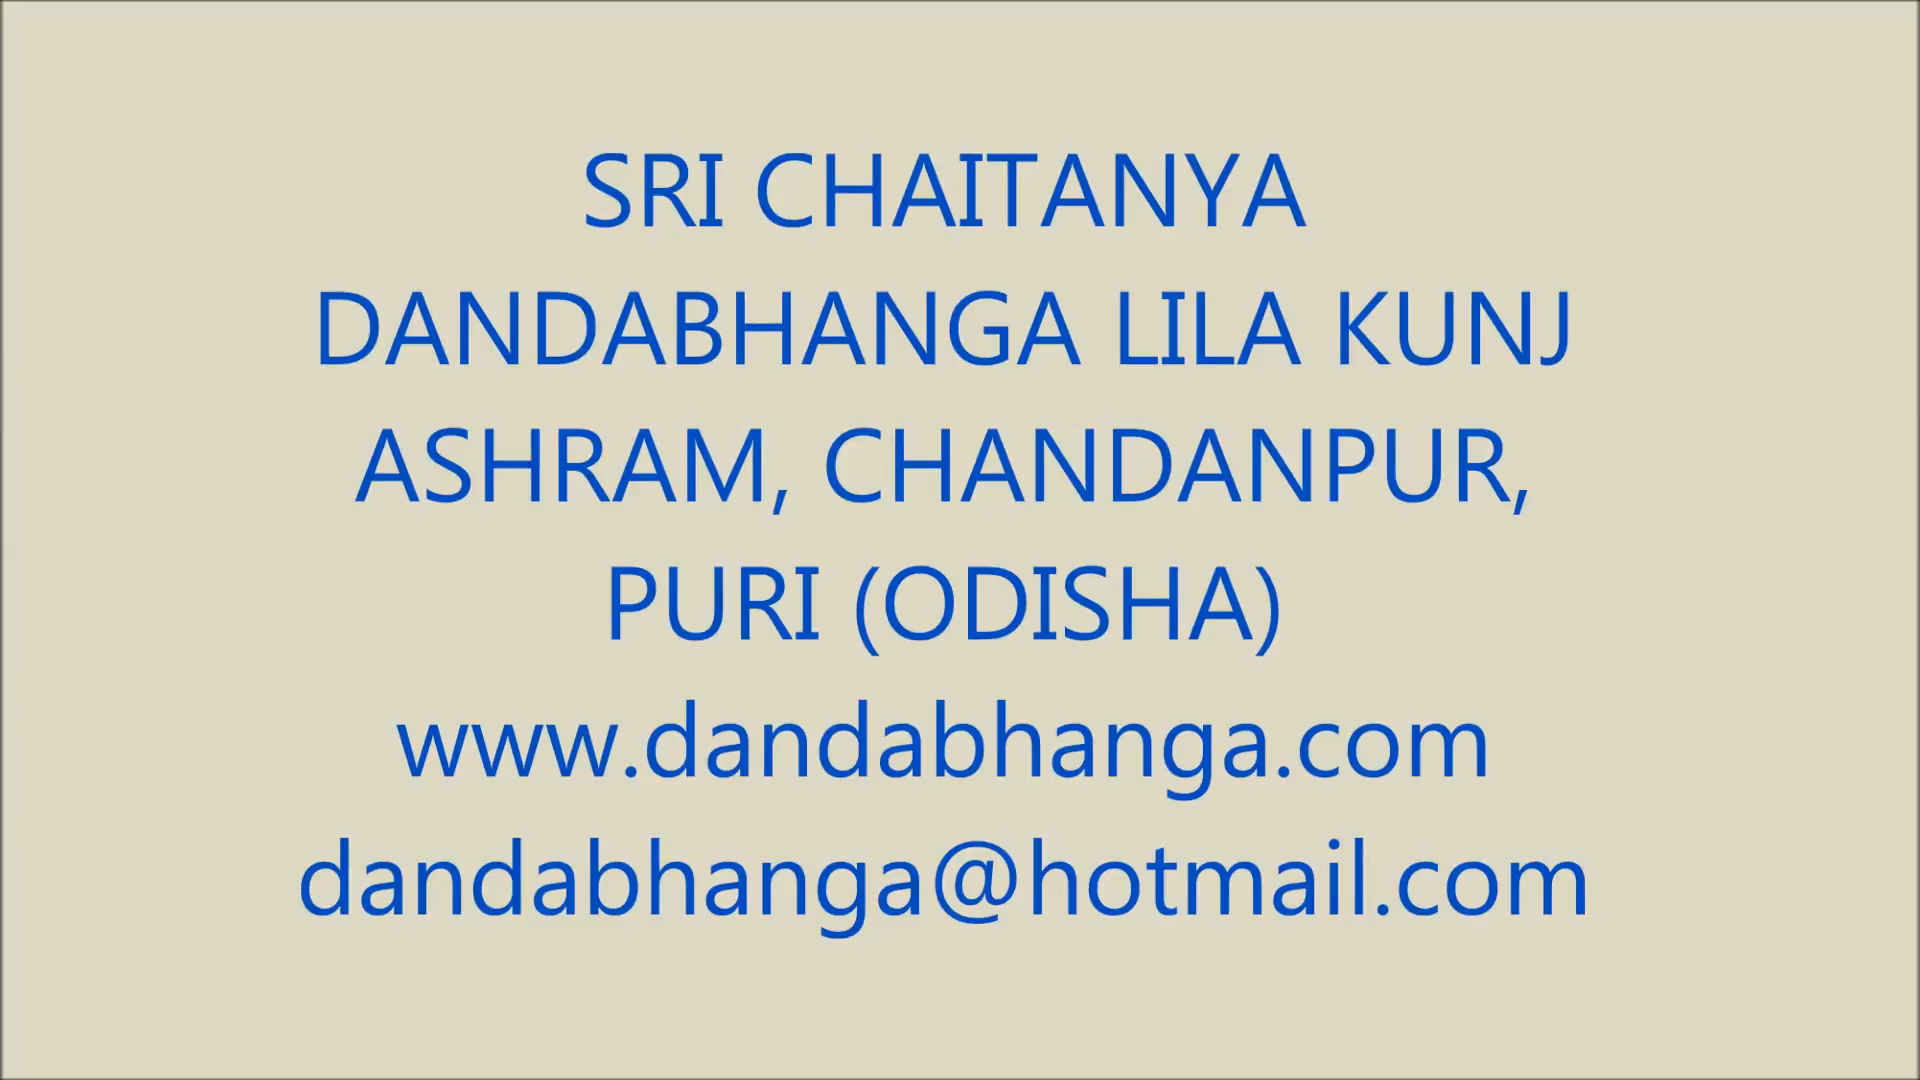 SRI CHAITANYA
DANDABHANGA LILA KUNJ
ASHRAM, CHANDANPUR,
PURI (ODISHA)
www.dandabhanga.com
dandabhanga@hotmail.com